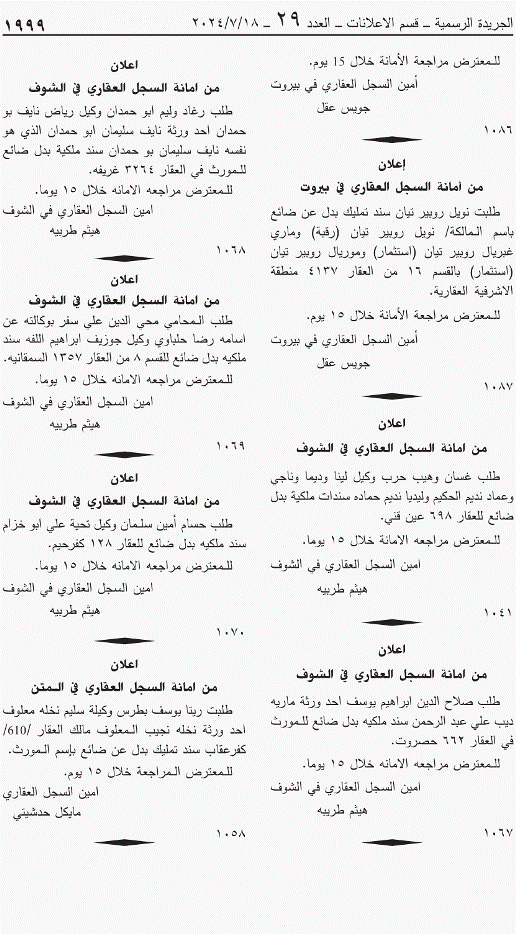 الجريدة الرسمية ــ قسم الاعلانات ــ العدد ٢٩ ــ ٢٠٢٤/٧/١٨
١٩٩٩
للمعترض مراجعة الأمانة خلال 15 يوم.
أمين السجل العقاري في بيروت
جويس عقل
١٠٨٦
إعلان
من أمانة السجل العقاري في بيروت
طلبت نويل روبير تيان سند تمليك بدل عن ضائع
باسم المالكة/ نويل روبير تيان (رقبة) وماري
غبريال روبير تيان (استثمار) وموريال روبير تيان
(استثمار) بالقسم ١٦ من العقار ٤١٣٧ منطقة
الاشرفية العقارية.
للمعترض مراجعة الأمانة خلال ١٥ يوم.
أمين السجل العقاري في بيروت
جويس عقل
١٠٨٧
اعلان
من امانة السجل العقاري في الشوف
طلب غسان وهيب حرب وكيل لينا وديما وناجي
وعماد نديم الحكيم وليديا نديم حماده سندات ملكية بدل
ضائع للعقار ٦٩٨ عين قني.
للمعترض مراجعة الامانة خلال ١٥ يوما.
امين السجل العقاري في الشوف
هيثم طربيه
١٠٤١
اعلان
من امانة السجل العقاري في الشوف
طلب صلاح الدين ابراهيم يوسف احد ورثة ماريه
ديب علي عبد الرحمن سند ملكيه بدل ضائع للمورث
في العقار ٦٦٢ حصروت.
للمعترض مراجعة الامانه خلال ١٥ يوما.
امين السجل العقاري في الشوف
هيثم طربيه
١٠٦٧
اعلان
من امانة السجل العقاري في الشوف
طلب رغاد وليم ابو حمدان وكيل رياض نايف بو
حمدان احد ورثة نايف سليمان ابو حمدان الذي هو
نفسه نايف سليمان بو حمدان سند ملكية بدل ضائع
للمورث في العقار ٣٢٦٤ غريفه.
للمعترض مراجعة الامانه خلال ١٥ يوما.
امين السجل العقاري في الشوف
هيثم طربيه
١٠٦٨
اعلان
من امانة السجل العقاري في الشوف
طلب المحامي محي الدين علي سفر بوكالته عن
اسامه رضا حلباوي وكيل جوزيف ابراهيم اللقه سند
ملكيه بدل ضائع للقسم ٨ من العقار ١٣٥٧ السمقانيه.
للمعترض مراجعة الامانه خلال ١٥ يوما.
امين السجل العقاري في الشوف
هيثم طربيه
١٠٦٩
اعلان
من امانة السجل العقاري في الشوف
طلب حسام أمين سلمان وكيل تحية علي ابو خزام
سند ملكيه بدل ضائع للعقار ١٢٨ كفرحيم.
للمعترض مراجعة الامانه خلال ١٥ يوما.
امين السجل العقاري في الشوف
هيثم طربيه
١٠٧٠
اعلان
من امانة السجل العقاري في المتن
طلبت ريتا يوسف بطرس وكيلة سليم نخله معلوف
احد ورثة نخله نجيب المعلوف مالك العقار /610/
كفرعقاب سند تمليك بدل عن ضائع بإسم المورث.
للمعترض المراجعة خلال ١٥ يوم.
امين السجل العقاري
مايكل حدشيتي
١٠٥٨